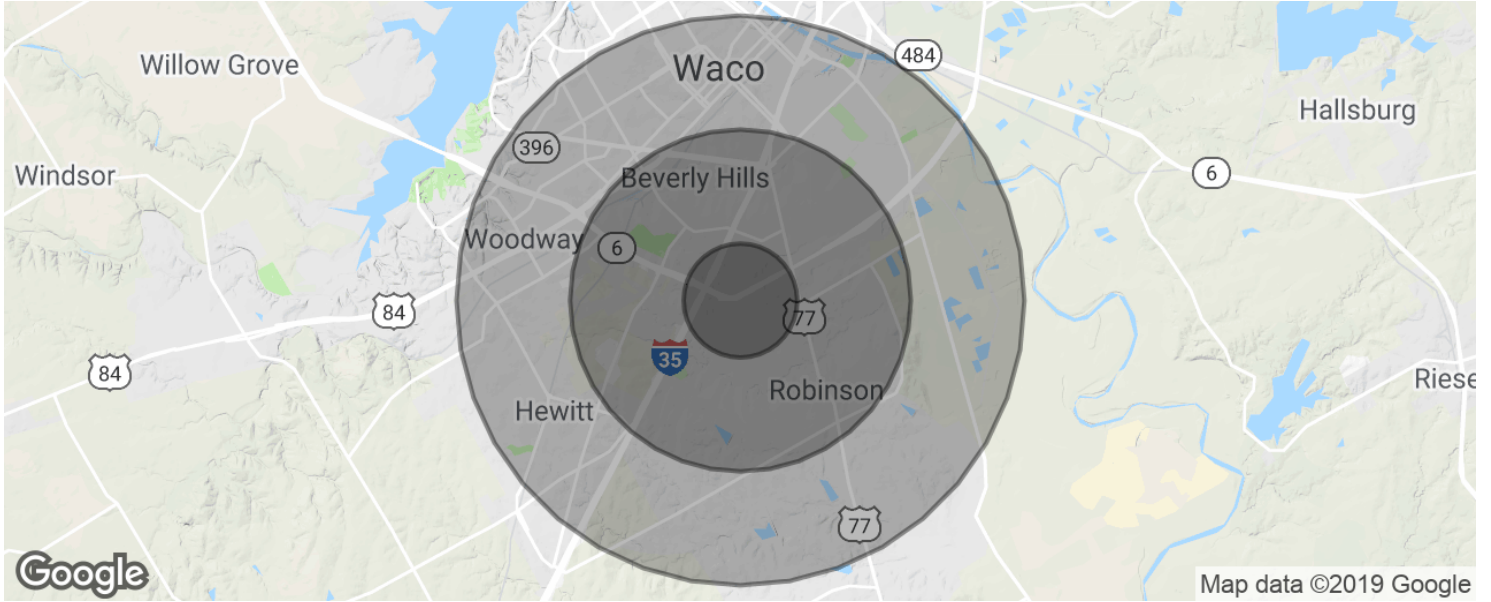 484
Willow Grove
Waco
Hallsburg
396
6
Windsor
Beverly Hills
Woodway
6
84
77
35
84
Riese
Robinson
Hewitt
77
Google
Map data ©2019 Google